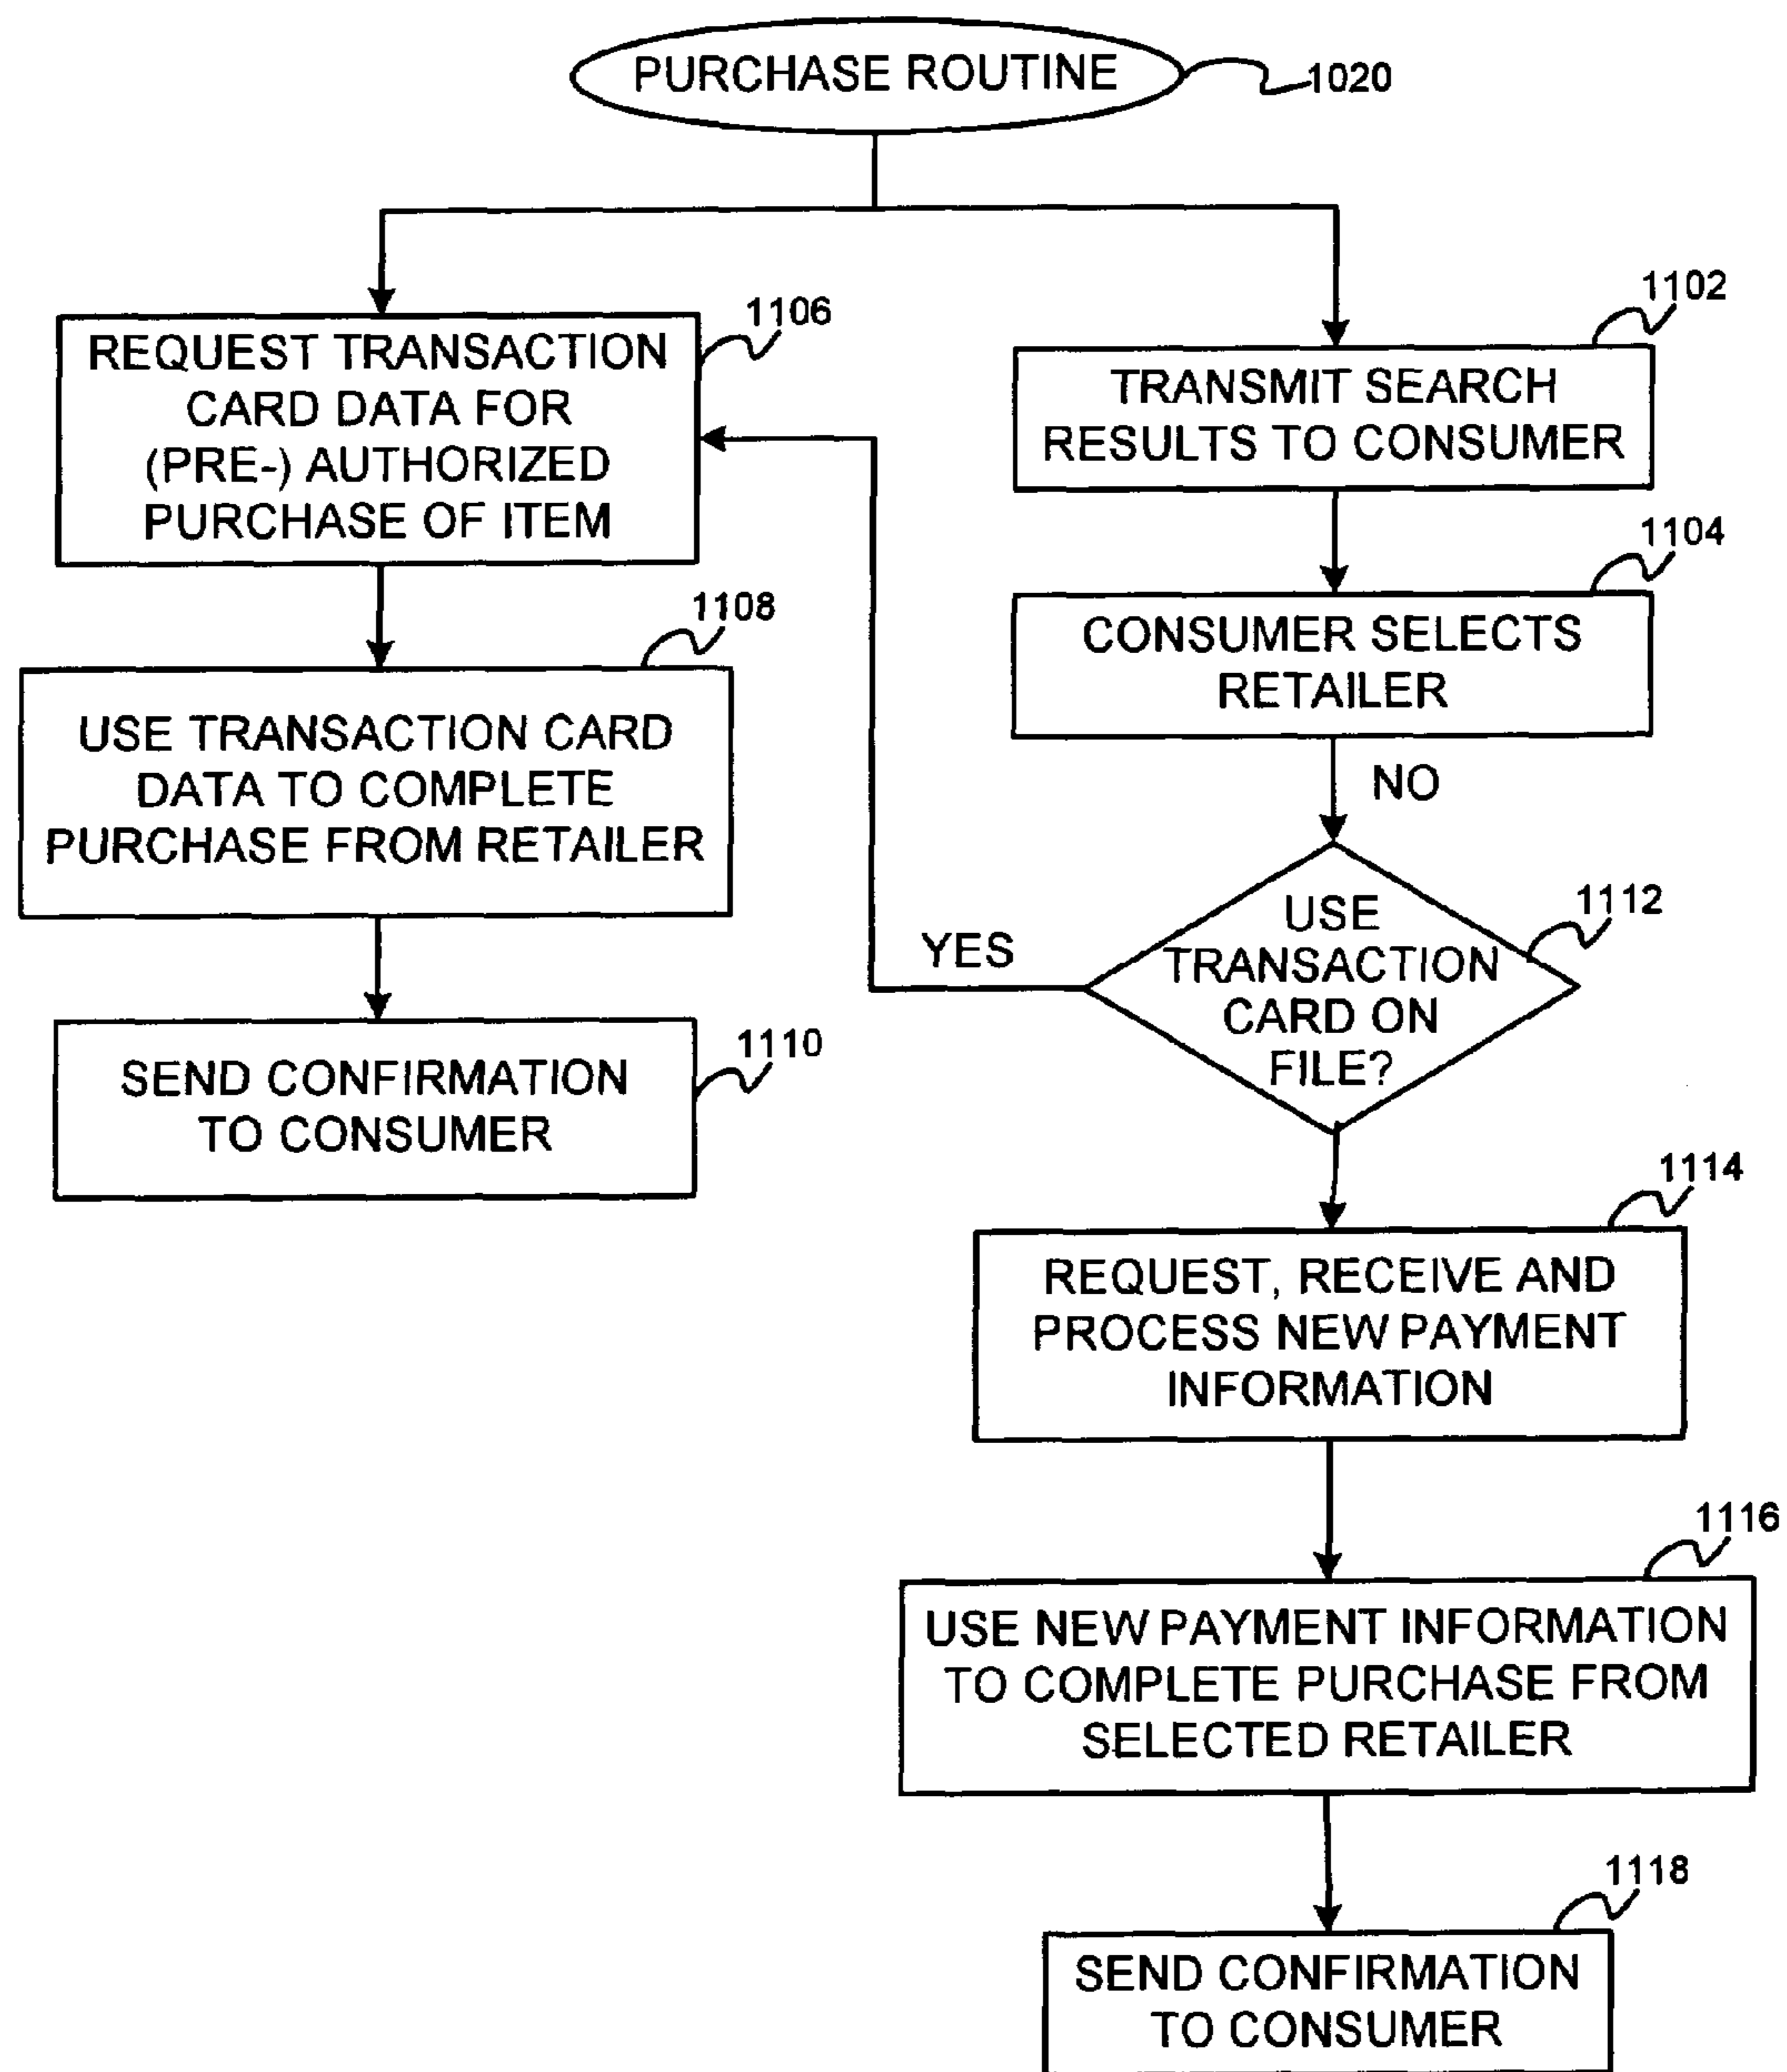 PURCHASE ROUTINE
1020
1106
REQUEST TRANSACTION
CARD DATA FOR
(PRE-) AUTHORIZED
PURCHASE OF ITEM
1102
TRANSMIT SEARCH
RESULTS TO CONSUMER
1104
CONSUMER SELECTS
RETAILER
1108
USE TRANSACTION CARD
DATA TO COMPLETE
PURCHASE FROM RETAILER
NO
1112
USE
TRANSACTION
CARD ON
FILE?
YES
1110
SEND CONFIRMATION
TO CONSUMER
1114
REQUEST, RECEIVE AND
PROCESS NEW PAYMENT
INFORMATION
1116
USE NEW PAYMENT INFORMATION
TO COMPLETE PURCHASE FROM
SELECTED RETAILER
1118
SEND CONFIRMATION
TO CONSUMER